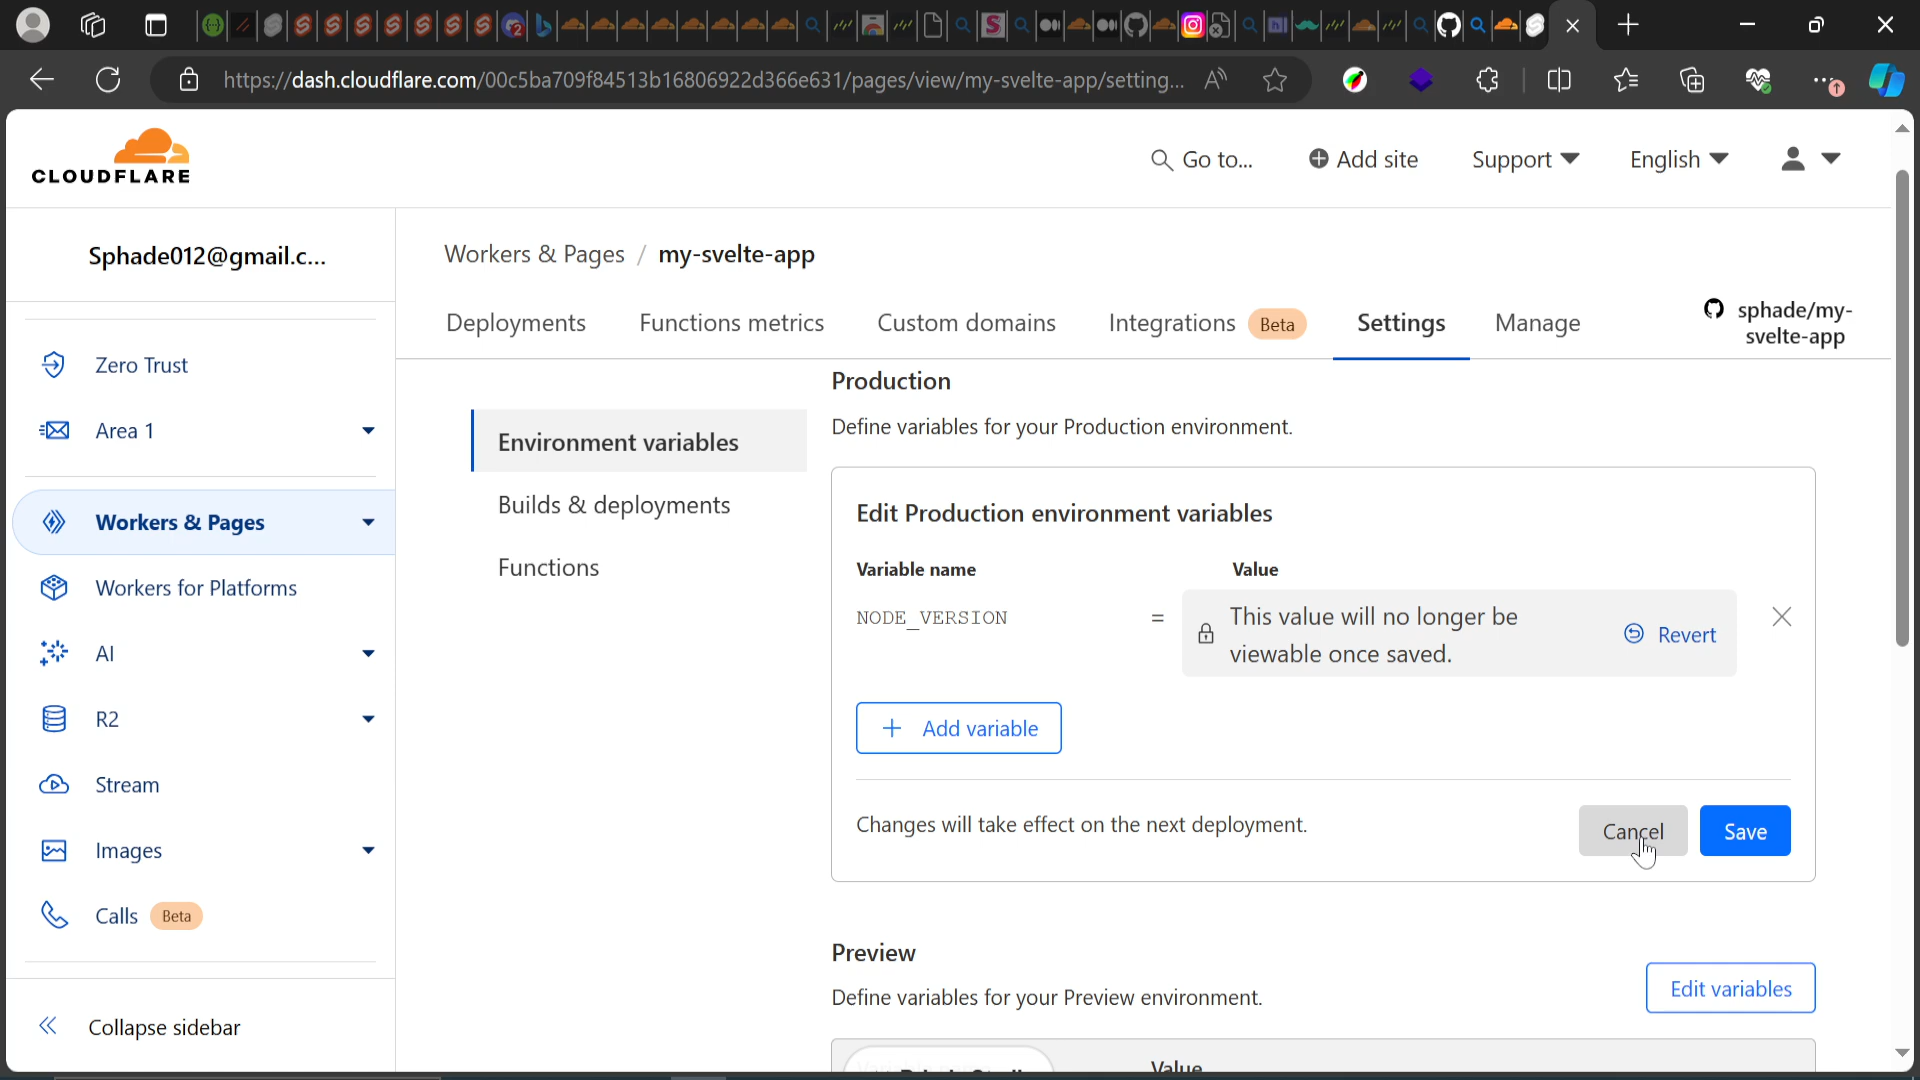 https://dash.cloudflare.com/00c5ba709f84513b16806922d366e631/pages/view/my-svelte-app/setting...
CLOUDFLARE
Go to...
Add site
Support
English
Sphade012@gmail.c...
Workers & Pages / my-svelte-app
Deployments
Functions metrics
Custom domains
Integrations Beta
Settings
Manage
sphade/my-
svelte-app
Zero Trust
Area 1
Workers & Pages
Workers for Platforms
AI
R2
Stream
Images
Calls Beta
Collapse sidebar
Environment variables
Builds & deployments
Functions
Production
Define variables for your Production environment.
Edit Production environment variables
Variable name
Value
NODE_VERSION
=
This value will no longer be
viewable once saved.
Revert
Add variable
Changes will take effect on the next deployment.
Cancel
Save
Preview
Define variables for your Preview environment.
Edit variables
Value